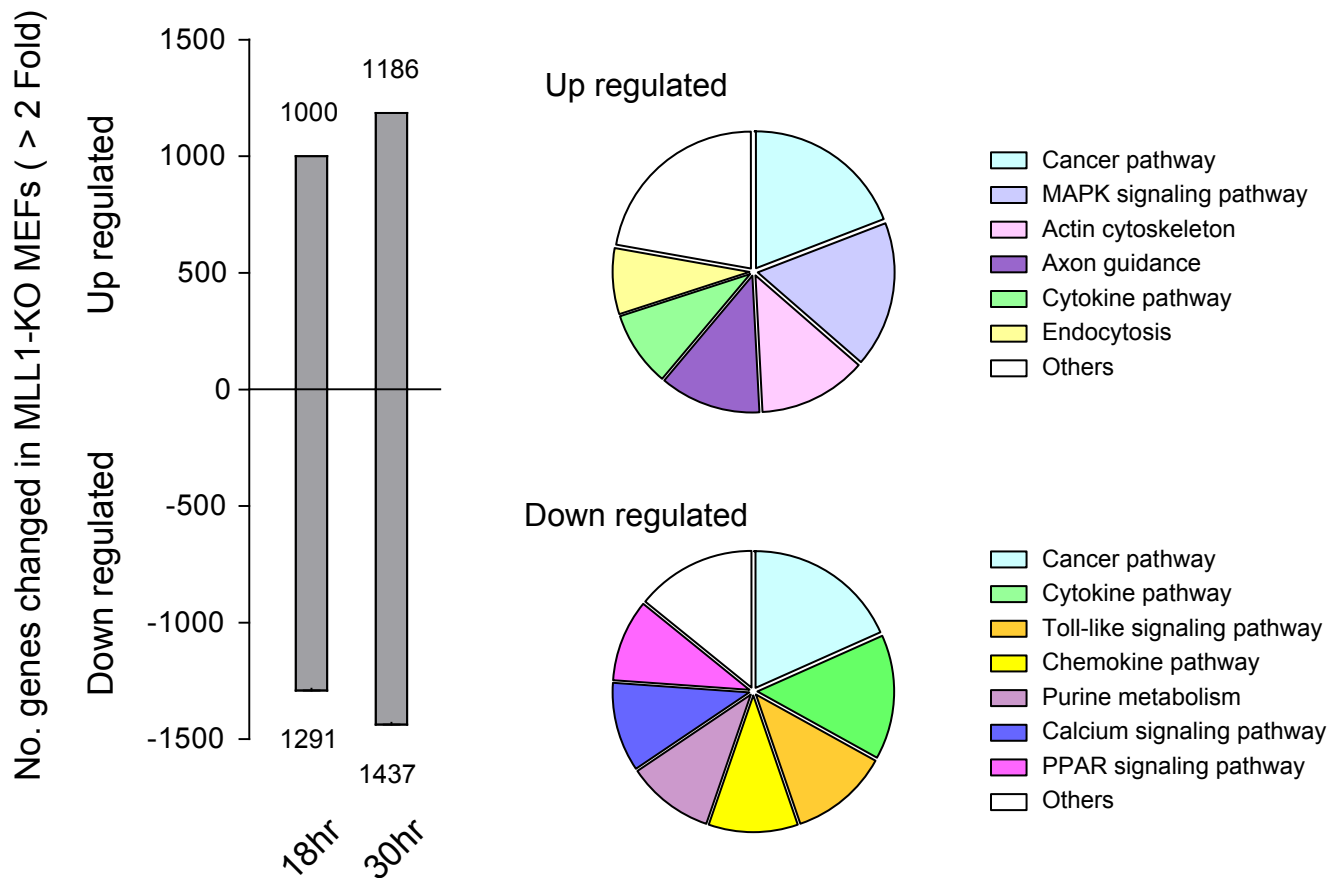 No. genes changed in MLL1-KO MEFs ( > 2 Fold)
Up regulated
Down regulated
1500
1000
500
0
-500
-1000
-1500
1000
1186
1291
1437
18hr
30hr
Up regulated
Cancer pathway
MAPK signaling pathway
Actin cytoskeleton
Axon guidance
Cytokine pathway
Endocytosis
Others
Down regulated
Cancer pathway
Cytokine pathway
Toll-like signaling pathway
Chemokine pathway
Purine metabolism
Calcium signaling pathway
PPAR signaling pathway
Others